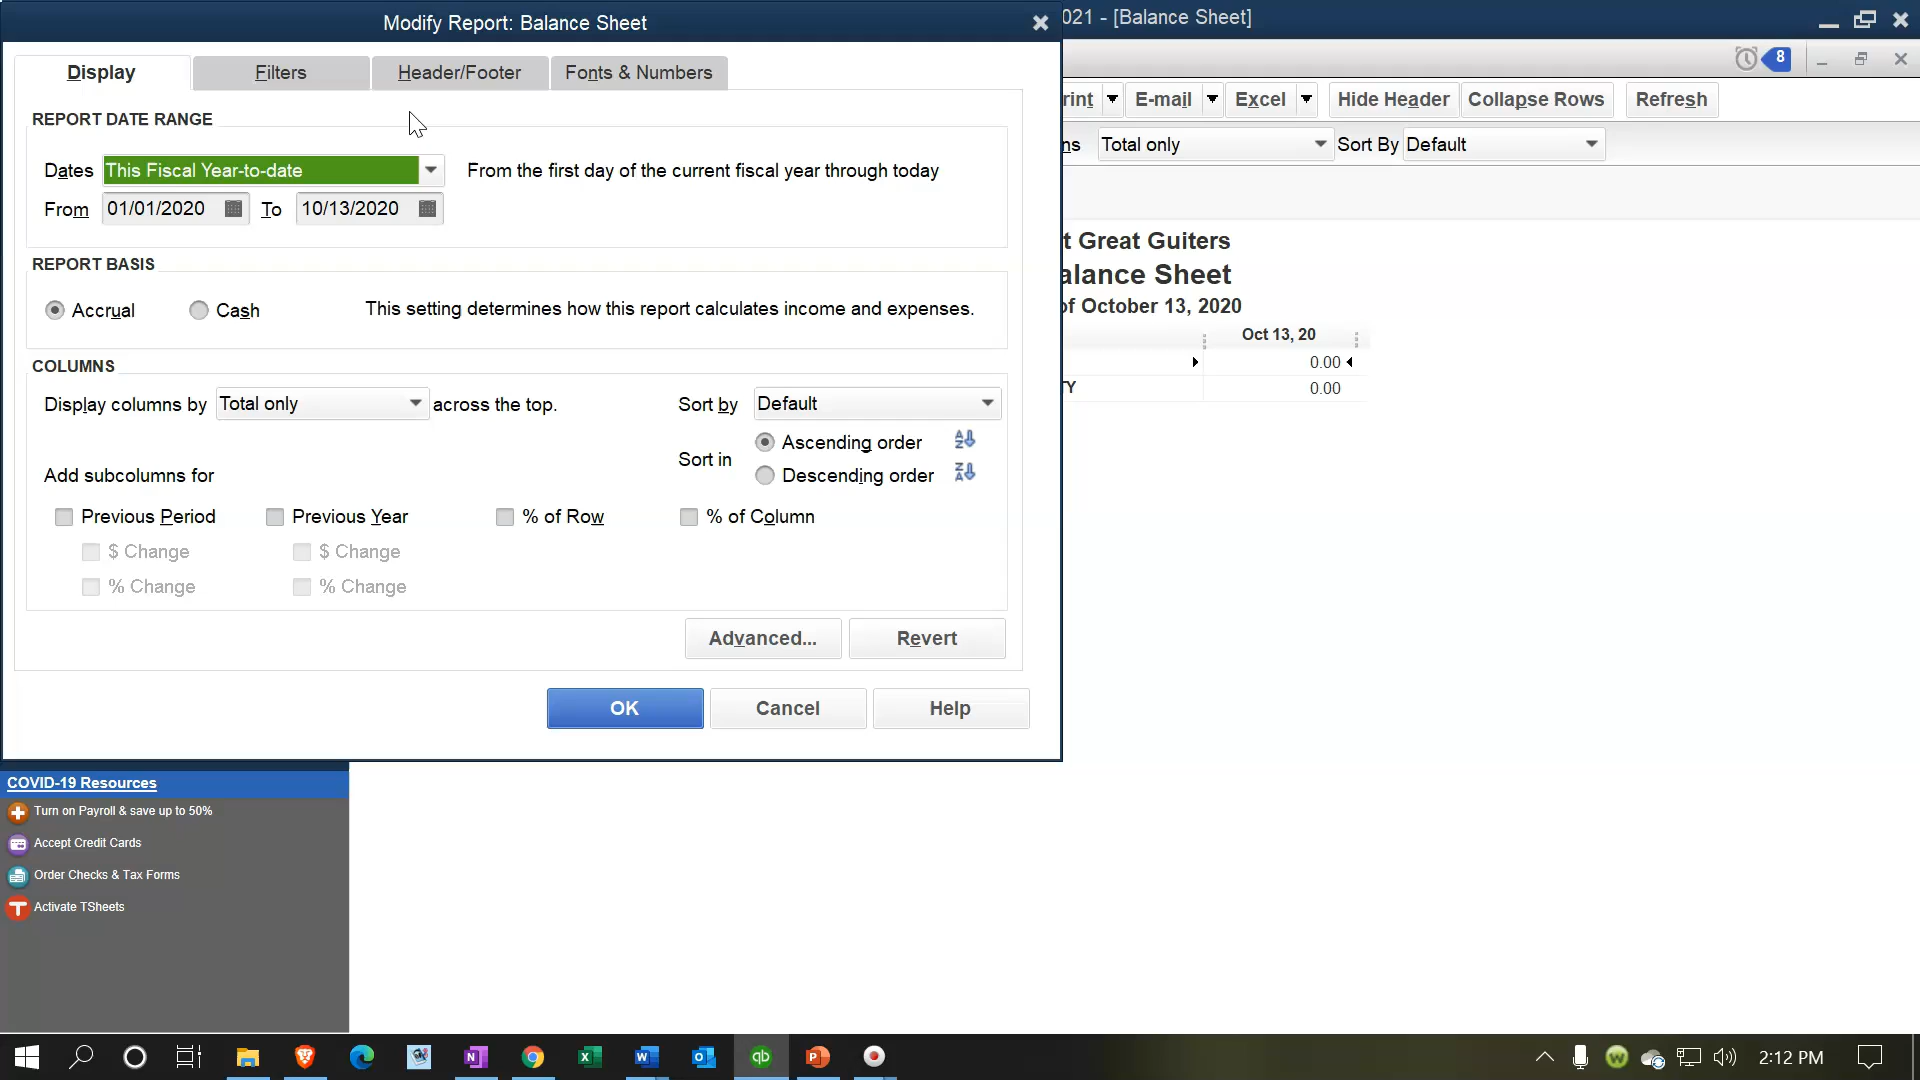 Modify Report: Balance Sheet
021 - [Balance Sheet]
Display
Filters
Header/Footer
Fonts & Numbers
8
rint
E-mail
Excel
Hide Header
Collapse Rows
Refresh
ns
Total only
Sort By
Default
REPORT DATE RANGE
Dates
This Fiscal Year-to-date
From the first day of the current fiscal year through today
From
01/01/2020
To
10/13/2020
REPORT BASIS
Accrual
Cash
This setting determines how this report calculates income and expenses.
COLUMNS
Display columns by
Total only
across the top.
Sort by
Default
Sort in
Ascending order
Descending order
Add subcolumns for
Previous Period
Previous Year
% of Row
% of Column
$ Change
$ Change
% Change
% Change
Advanced...
Revert
OK
Cancel
Help
t Great Guiters
alance Sheet
of October 13, 2020
Oct 13, 20
0.00
TY
0.00
COVID-19 Resources
Turn on Payroll & save up to 50%
Accept Credit Cards
Order Checks & Tax Forms
Activate TSheets
2:12 PM